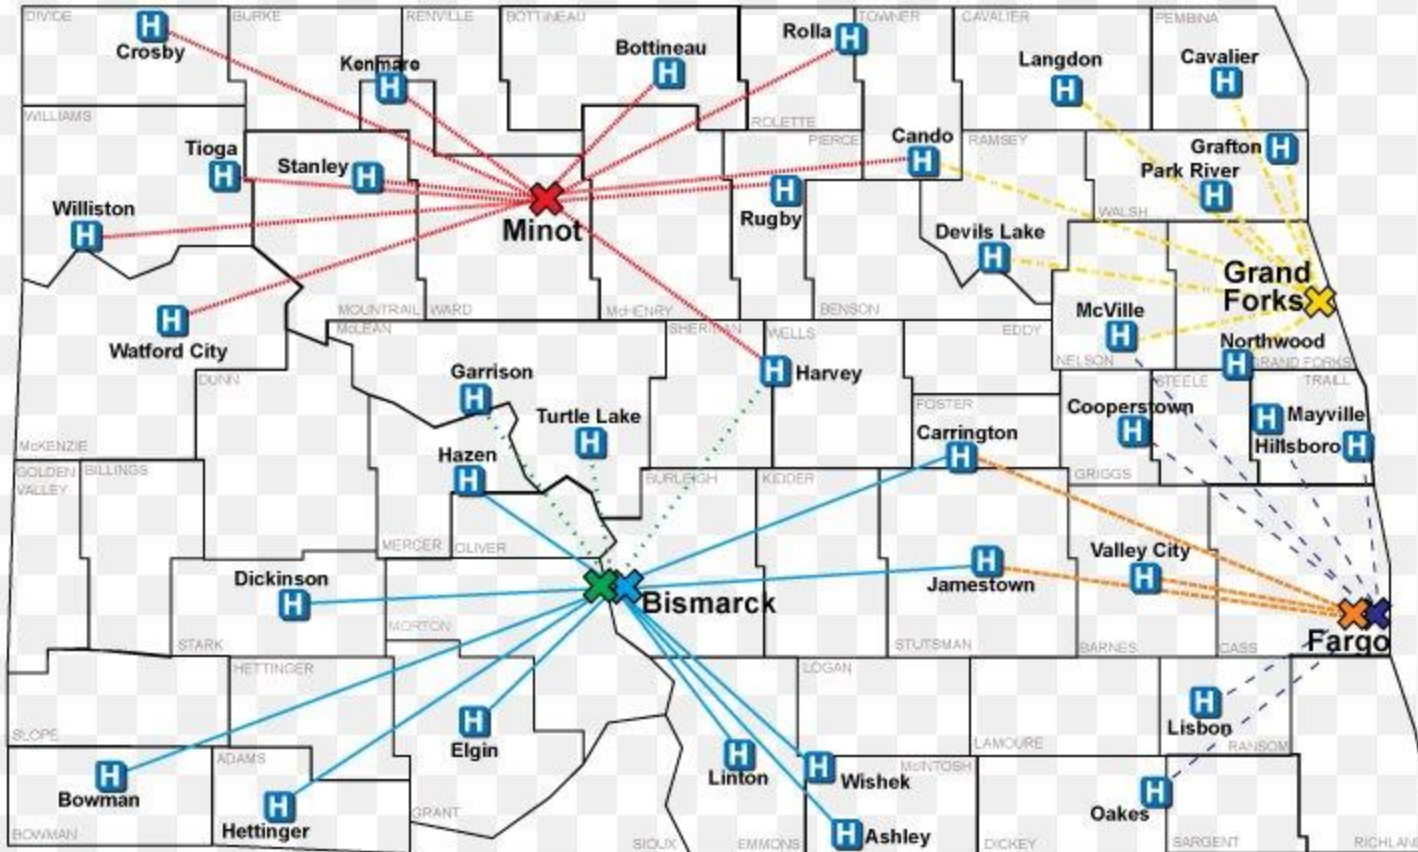 DIVIDE
BURKE
RENVILLE
BOTTINEAU
TOWNER
CAVALIER
PEMBINA
H
Crosby
Kenmare
H
Bottineau
H
Rolla
H
Langdon
H
Cavalier
H
WILLIAMS
ROLETTE
PIERCE
RAMSEY
Tioga
H
Stanley
H
Cando
H
Grafton
H
Park River
H
Williston
H
Minot
H
Rugby
WALSH
Devils Lake
H
Grand
Forks
Watford City
H
MOUNTRAIL
WARD
McHENRY
BENSON
McVille
H
McLEAN
SHERIDAN
WELLS
EDDY
NELSON
Northwood
H
GRAND FORKS
Garrison
H
H
Harvey
DUNN
STEELE
TRAILL
Turtle Lake
H
FOSTER
Cooperstown
H
H
Mayville
McKENZIE
Hazen
H
Carrington
H
Hillsboro
H
GOLDEN
VALLEY
BILLINGS
BURLEIGH
KIDDER
GRIGGS
MERCER
OLIVER
Dickinson
H
Bismarck
H
Jamestown
Valley City
H
Fargo
STARK
MORTON
STUTSMAN
BARNES
CASS
HETTINGER
LOGAN
SLOPE
H
Elgin
H
Lisbon
LAMOURE
RANSOM
ADAMS
H
Bowman
H
Hettinger
H
Linton
H
Wishek
McINTOSH
Oakes
H
GRANT
H
Ashley
BOWMAN
SIOUX
EMMONS
DICKEY
SARGENT
RICHLAN